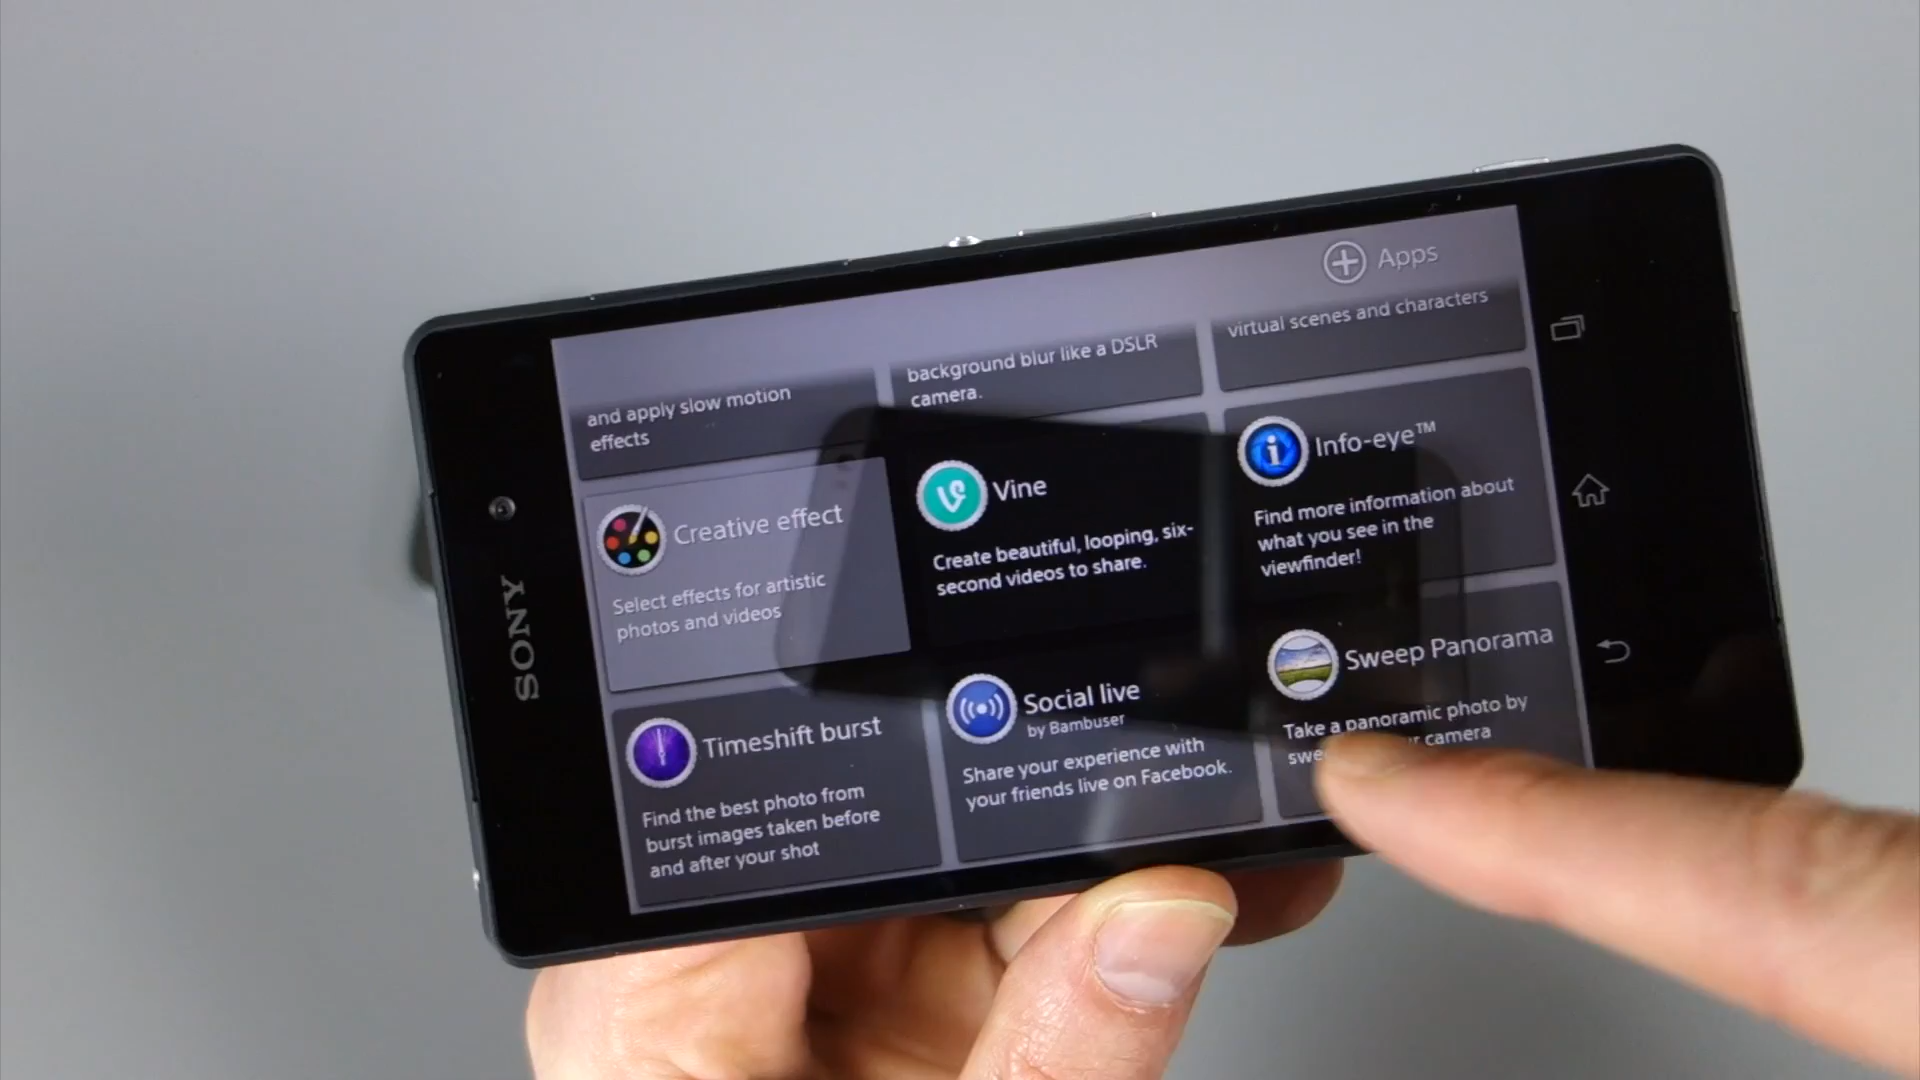 Apps
and apply slow motion
effects
background blur like a DSLR
camera.
virtual scenes and characters
Creative effect
Select effects for artistic
photos and videos
Vine
Create beautiful, looping, six-
second videos to share.
Info-eye™
Find more information about
what you see in the
viewfinder!
Timeshift burst
Find the best photo from
burst images taken before
and after your shot
Social live
by Bambuser
Share your experience with
your friends live on Facebook.
Sweep Panorama
Take a panoramic photo by
camera
SONY